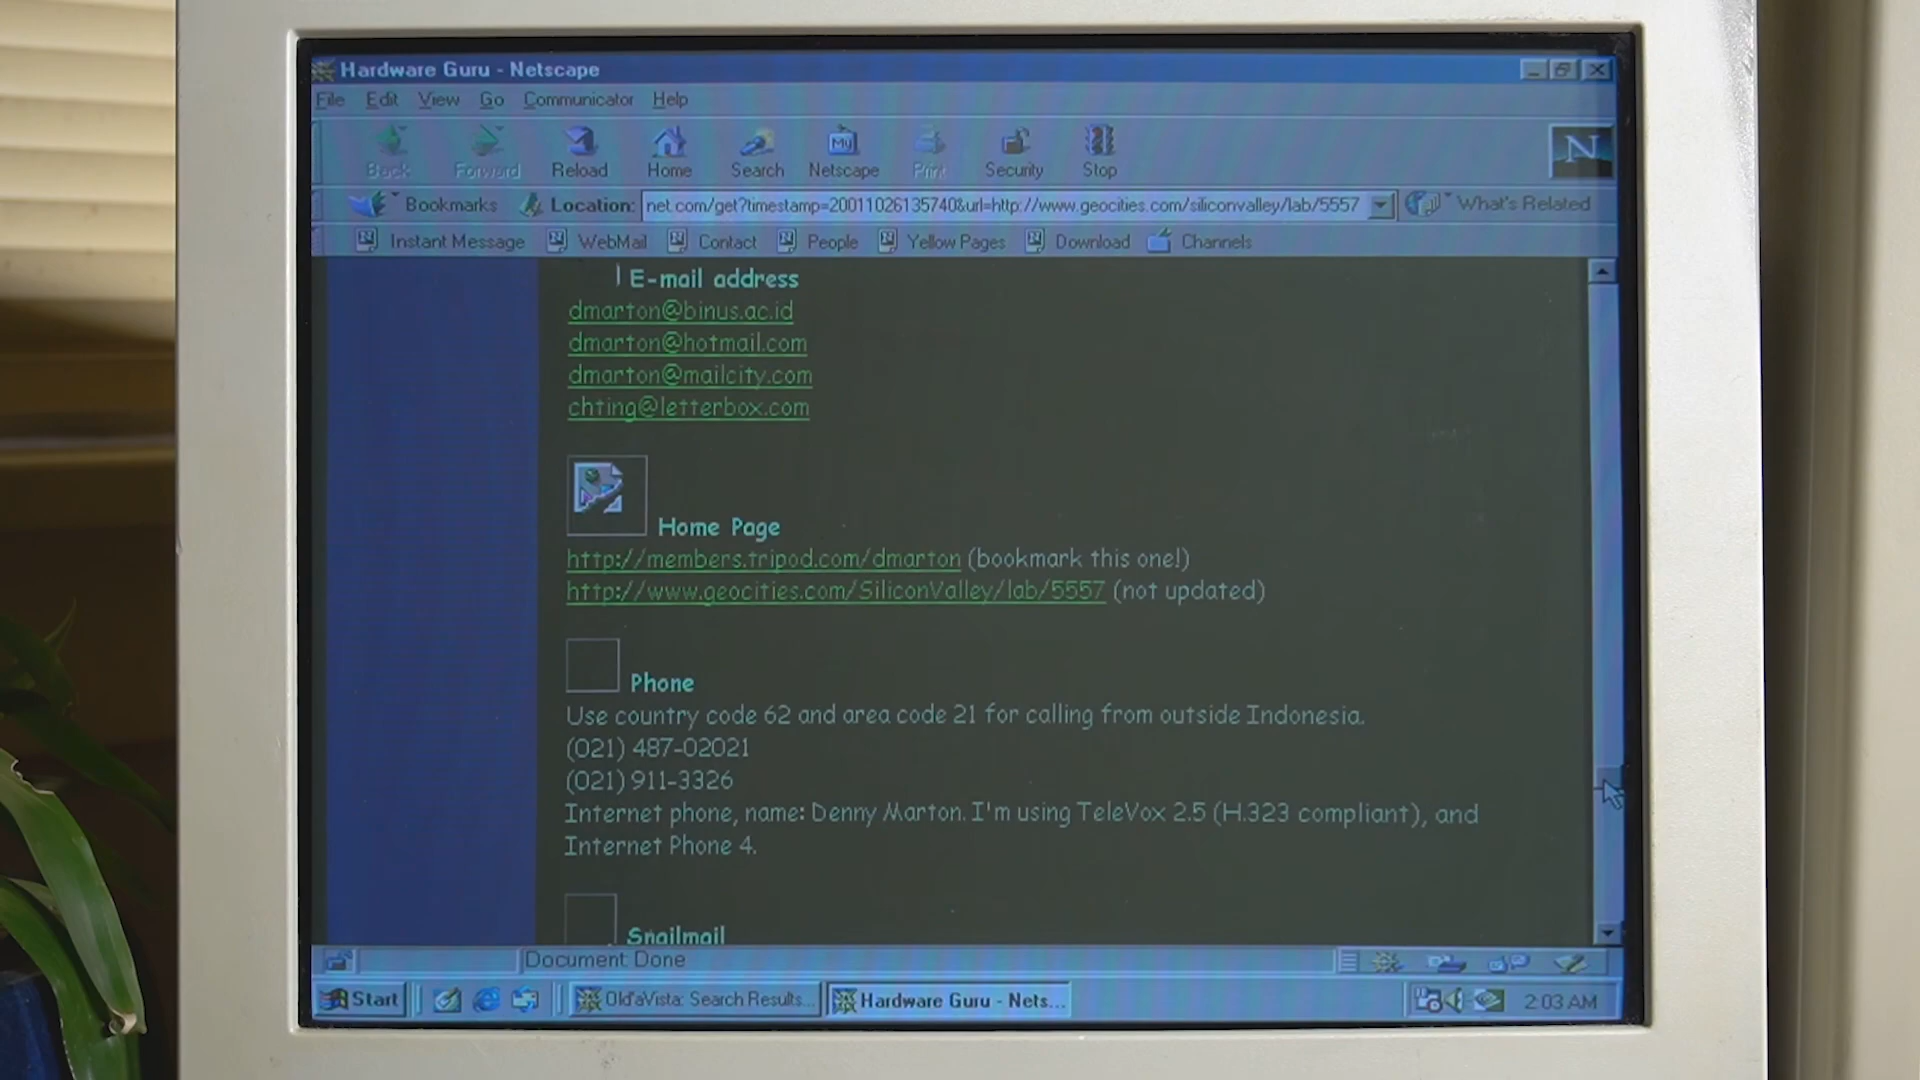 Hardware Guru - Netscape
File Edit View Go Communicator Help
Back Forward Reload Home Search Netscape Print Security Stop
My
N
Bookmarks Location: net.com/get?timestamp=20011026135740&url=http://www.geocities.com/siliconvalley/lab/5557 What's Related
Instant Message WebMail Contact People Yellow Pages Download Channels
E-mail address
dmarton@binus.ac.id
dmarton@hotmail.com
dmarton@mailcity.com
chting@letterbox.com
Home Page
http://members.tripod.com/dmarton (bookmark this one!)
http://www.geocities.com/SiliconValley/lab/5557 (not updated)
Phone
Use country code 62 and area code 21 for calling from outside Indonesia.
(021) 487-02021
(021) 911-3326
Internet phone, name: Denny Marton. I'm using TeleVox 2.5 (H.323 compliant), and
Internet Phone 4.
Snailmail
Document: Done
Start Old'aVista: Search Results... Hardware Guru - Nets... 2:03 AM